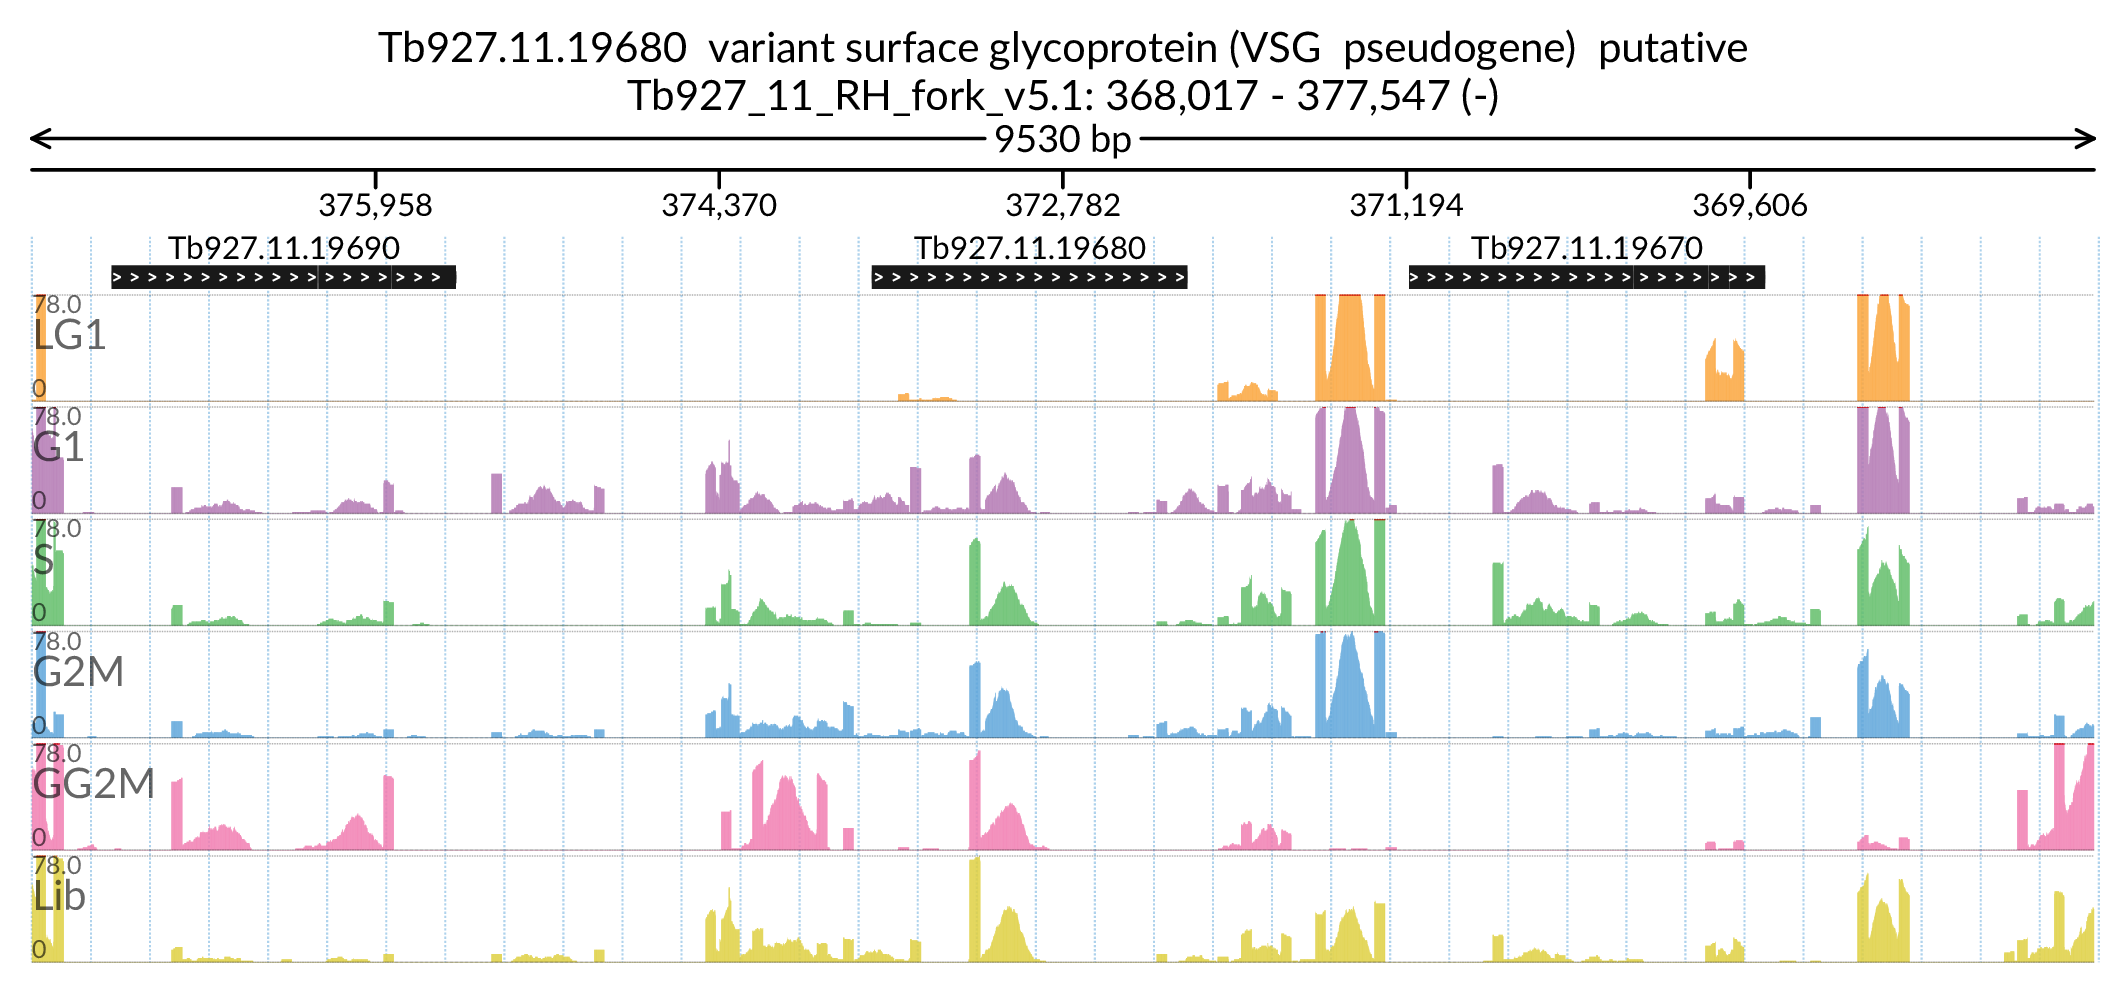 Tb927.11.19680  variant surface glycoprotein (VSG  pseudogene)  putative
Tb927_11_RH_fork_v5.1: 368,017 - 377,547 (-)
9530 bp
375,958 374,370 372,782 371,194 369,606
Tb927.11.19690 Tb927.11.19680 Tb927.11.19670
78.0
LG1
0
78.0
G1
0
78.0
S
0
78.0
G2M
0
78.0
GG2M
0
78.0
Lib
0